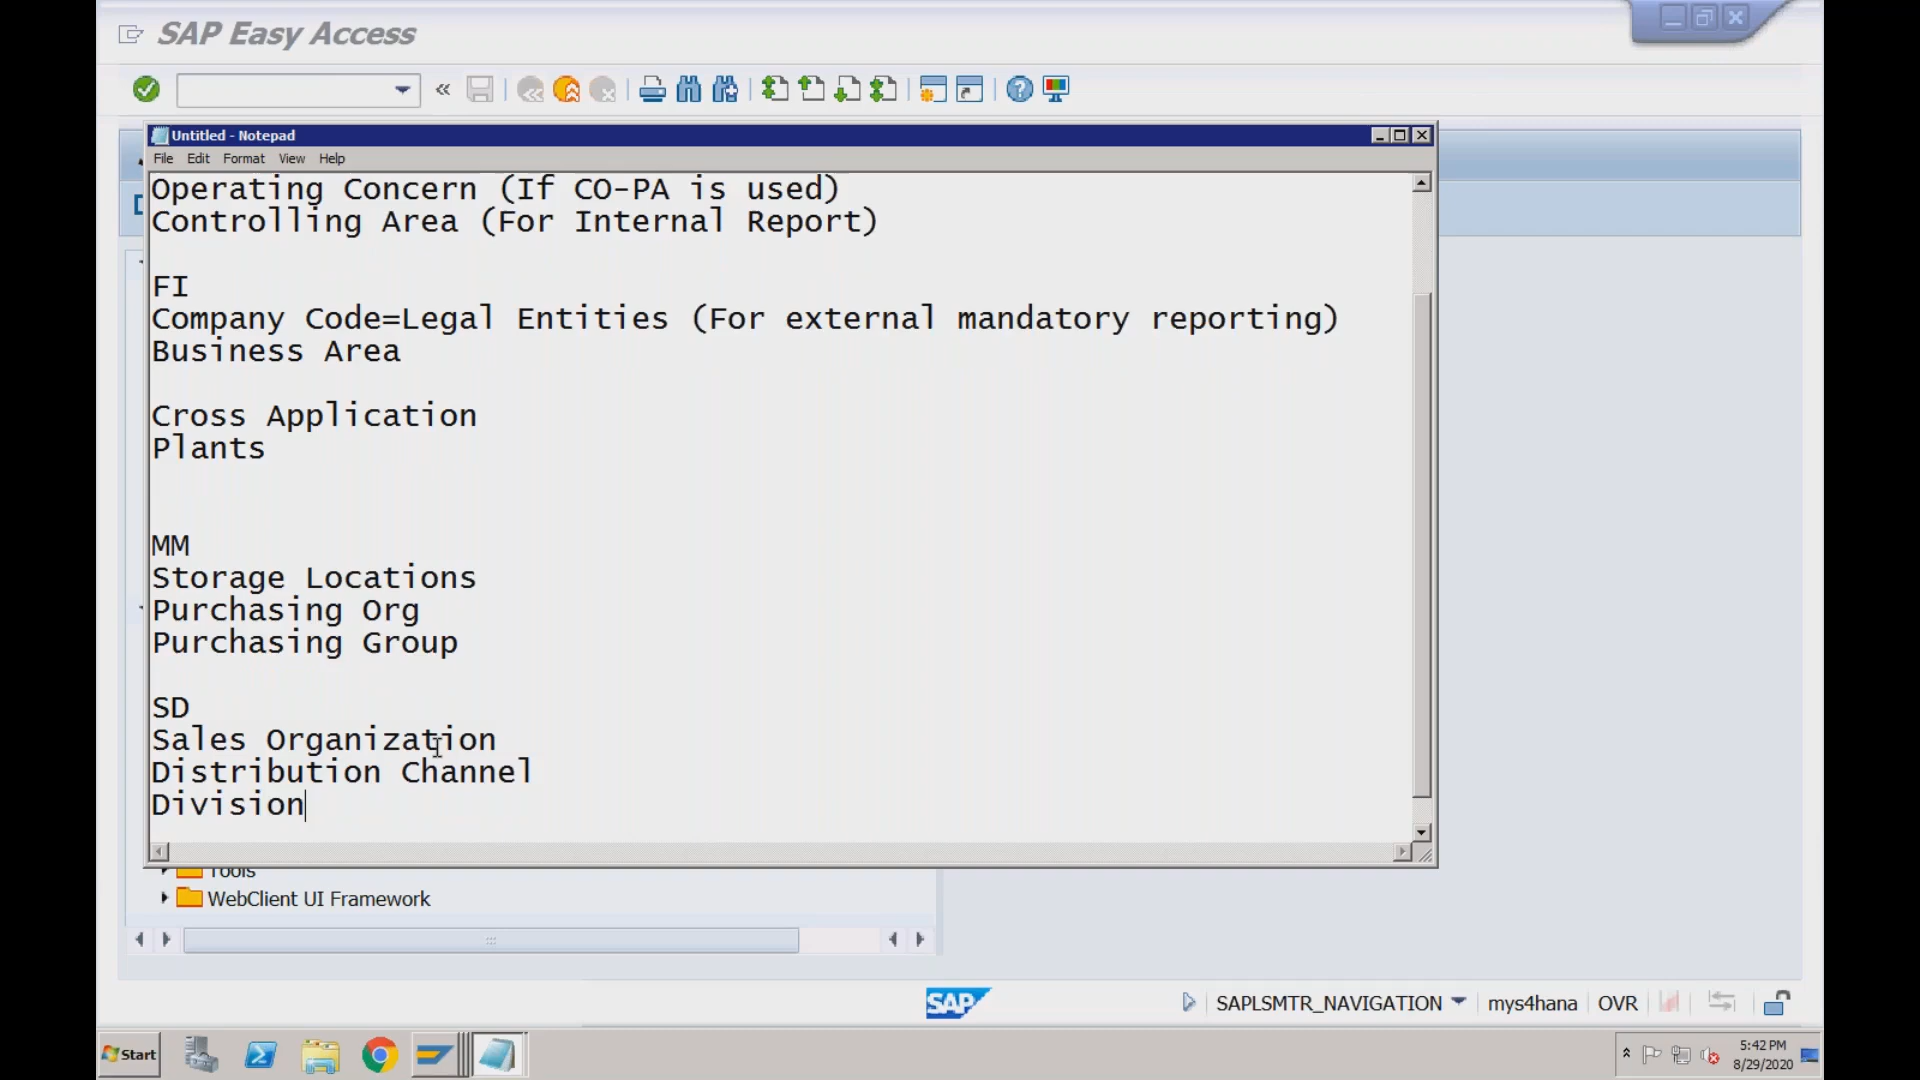 SAP Easy Access
Untitled - Notepad
File Edit Format View Help
Operating Concern (If CO-PA is used)
Controlling Area (For Internal Report)
FI
Company Code=Legal Entities (For external mandatory reporting)
Business Area
Cross Application
Plants
MM
Storage Locations
Purchasing Org
Purchasing Group
SD
Sales Organization
Distribution Channel
Division
Tools
WebClient UI Framework
SAP
SAPLSMTR_NAVIGATION mys4hana OVR
Start
5:42 PM
8/29/2020